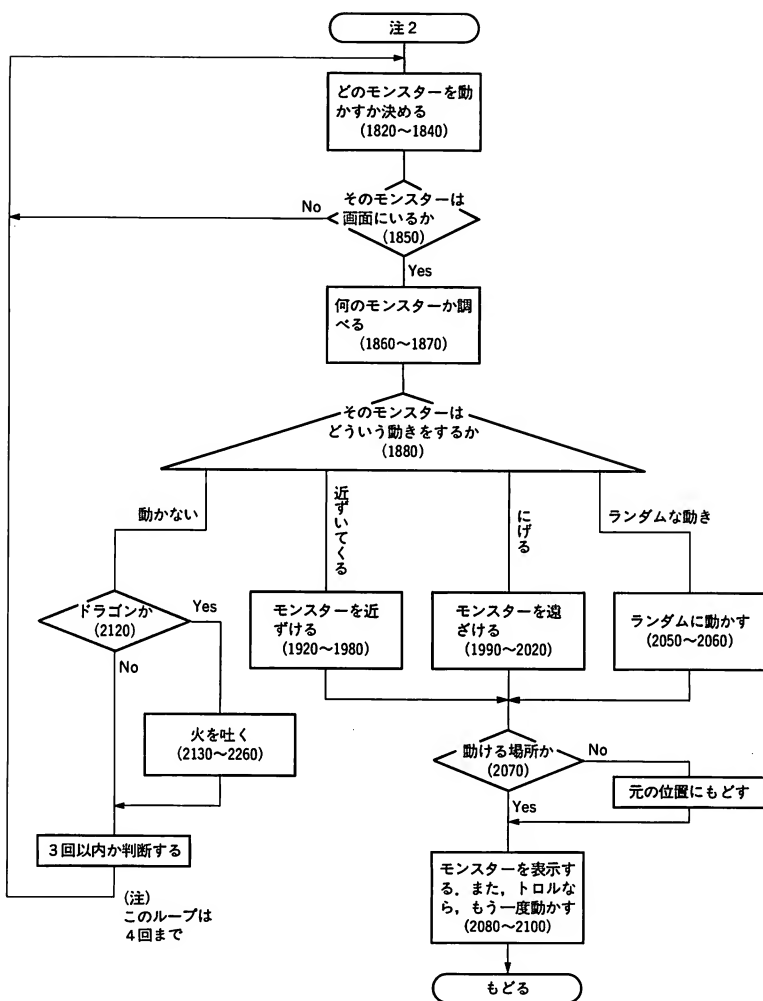 注2
どのモンスターを動
かすか決める
(1820〜1840)
そのモンスターは
画面にいるか
(1850)
No
Yes
何のモンスターか調
べる
(1860〜1870)
そのモンスターは
どういう動きをするか
(1880)
動かない
近ずいてくる
にげる
ランダムな動き
ドラゴンか
(2120)
Yes
No
モンスターを近
ずける
(1920〜1980)
モンスターを遠
ざける
(1990〜2020)
ランダムに動かす
(2050〜2060)
火を吐く
(2130〜2260)
動ける場所か
(2070)
No
Yes
元の位置にもどす
3回以内か判断する
(注)
このループは
4回まで
モンスターを表示す
る.また,トロルな
ら,もう一度動かす
(2080〜2100)
もどる